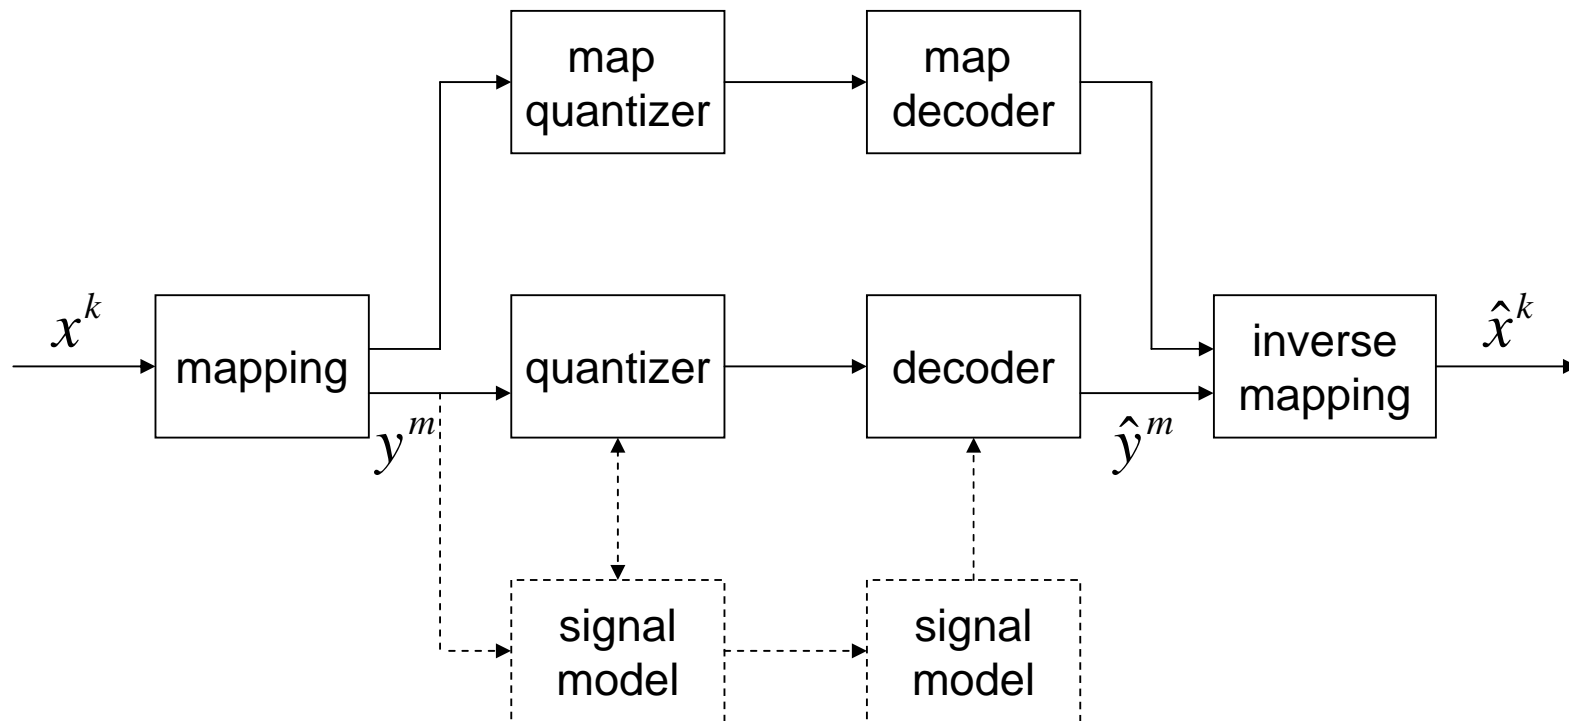 map
quantizer
map
decoder
x^k
mapping
y^m
quantizer
decoder
ŷ^m
inverse
mapping
x̂^k
signal
model
signal
model